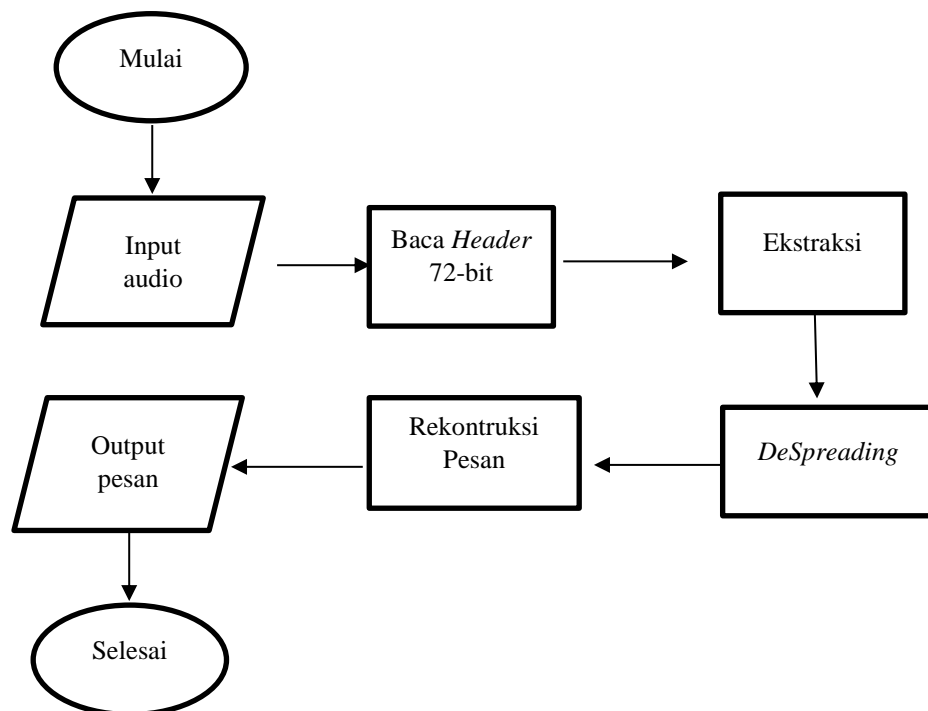 Mulai
Input
audio
Baca Header
72-bit
Ekstraksi
DeSpreading
Rekontruksi
Pesan
Output
pesan
Selesai